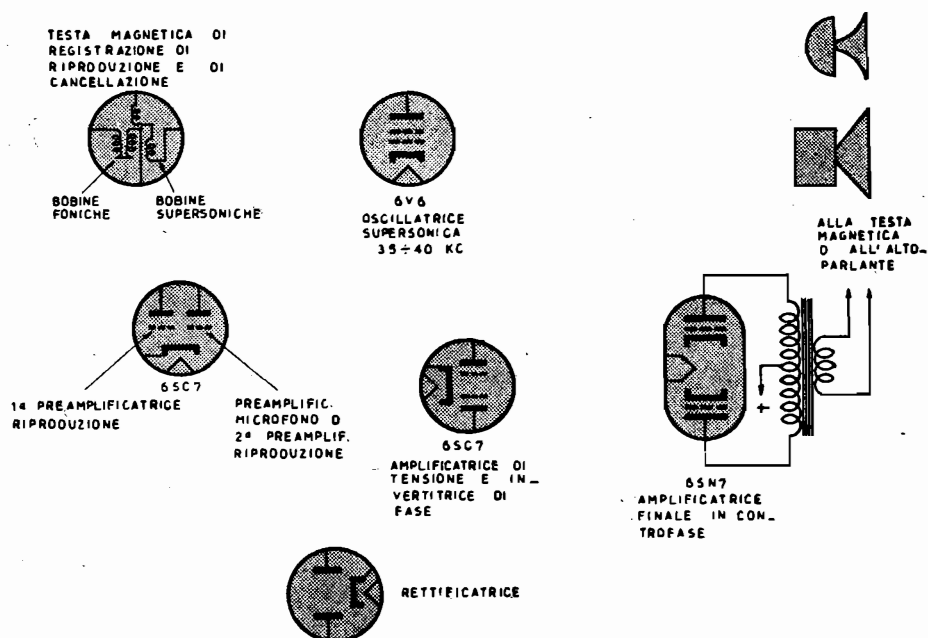 TESTA MAGNETICA DI
REGISTRAZIONE DI
RIPRODUZIONE E DI
CANCELLAZIONE
BOBINE
FONICHE
BOBINE
SUPERSONICHE
6V6
OSCILLATRICE
SUPERSONICA
35÷40 KC
ALLA TESTA
MAGNETICA
O ALL'ALTO-
PARLANTE
6SC7
1ª PREAMPLIFICATRICE
RIPRODUZIONE
PREAMPLIFIC.
MICROFONO O
2ª PREAMPLIF.
RIPRODUZIONE
6SC7
AMPLIFICATRICE DI
TENSIONE E IN_
VERTITRICE DI
FASE
+
6SN7
AMPLIFICATRICE
FINALE IN CON_
TROFASE
RETTIFICATRICE